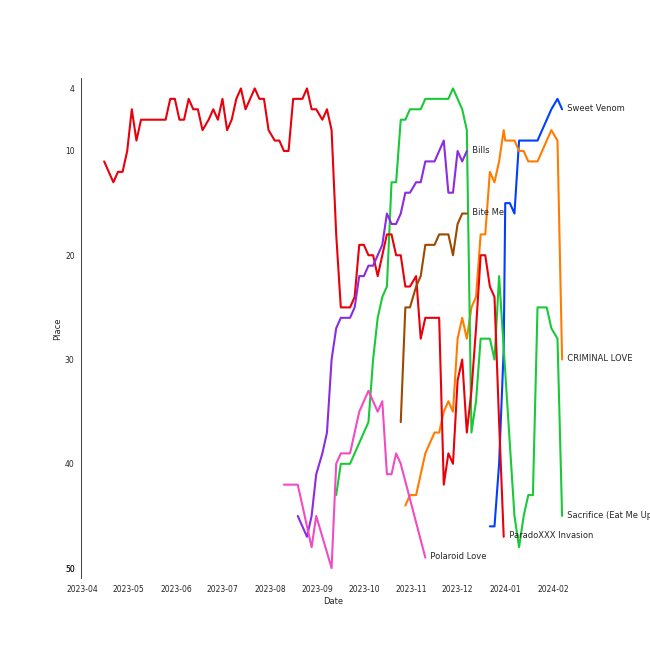 4
Sweet Venom
10
Bills
Bite Me
20
Place
30
CRIMINAL LOVE
40
Sacrifice (Eat Me Up
ParadoXXX Invasion
Polaroid Love
50
2023-04 2023-05 2023-06 2023-07 2023-08 2023-09 2023-10 2023-11 2023-12 2024-01 2024-02
Date